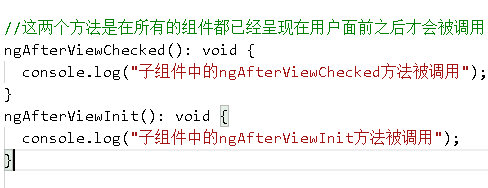 //这两个方法是在所有的组件都已经呈现在用户面前之后才会被调用
ngAfterViewChecked(): void {
console.log("子组件中的ngAfterViewChecked方法被调用");
}
ngAfterViewInit(): void {
console.log("子组件中的ngAfterViewInit方法被调用");
}